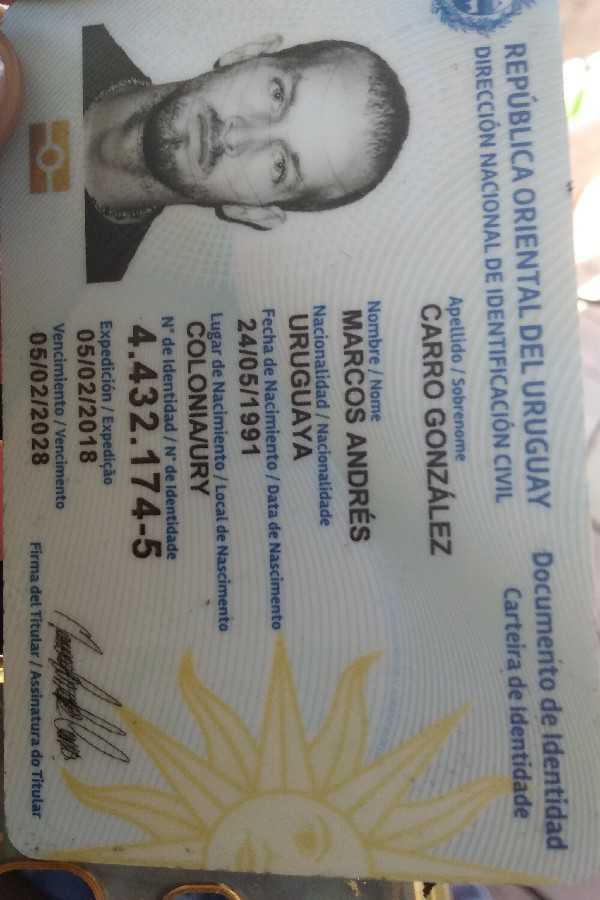 REPÚBLICA ORIENTAL DEL URUGUAY
DIRECCIÓN NACIONAL DE IDENTIFICACIÓN CIVIL
Documento de Identidad
Carteira de Identidade
Apellido / Sobrenome
CARRO GONZÁLEZ
Nombre / Nome
MARCOS ANDRÉS
Nacionalidad / Nacionalidade
URUGUAYA
Fecha de Nacimiento / Data de Nascimento
24/05/1991
Lugar de Nacimiento / Local de Nascimento
COLONIA/URY
N° de Identidad / N° de Identidade
4.432.174-5
Expedición / Expedição
05/02/2018
Vencimiento / Vencimento
05/02/2028
Firma del Titular / Assinatura do Titular